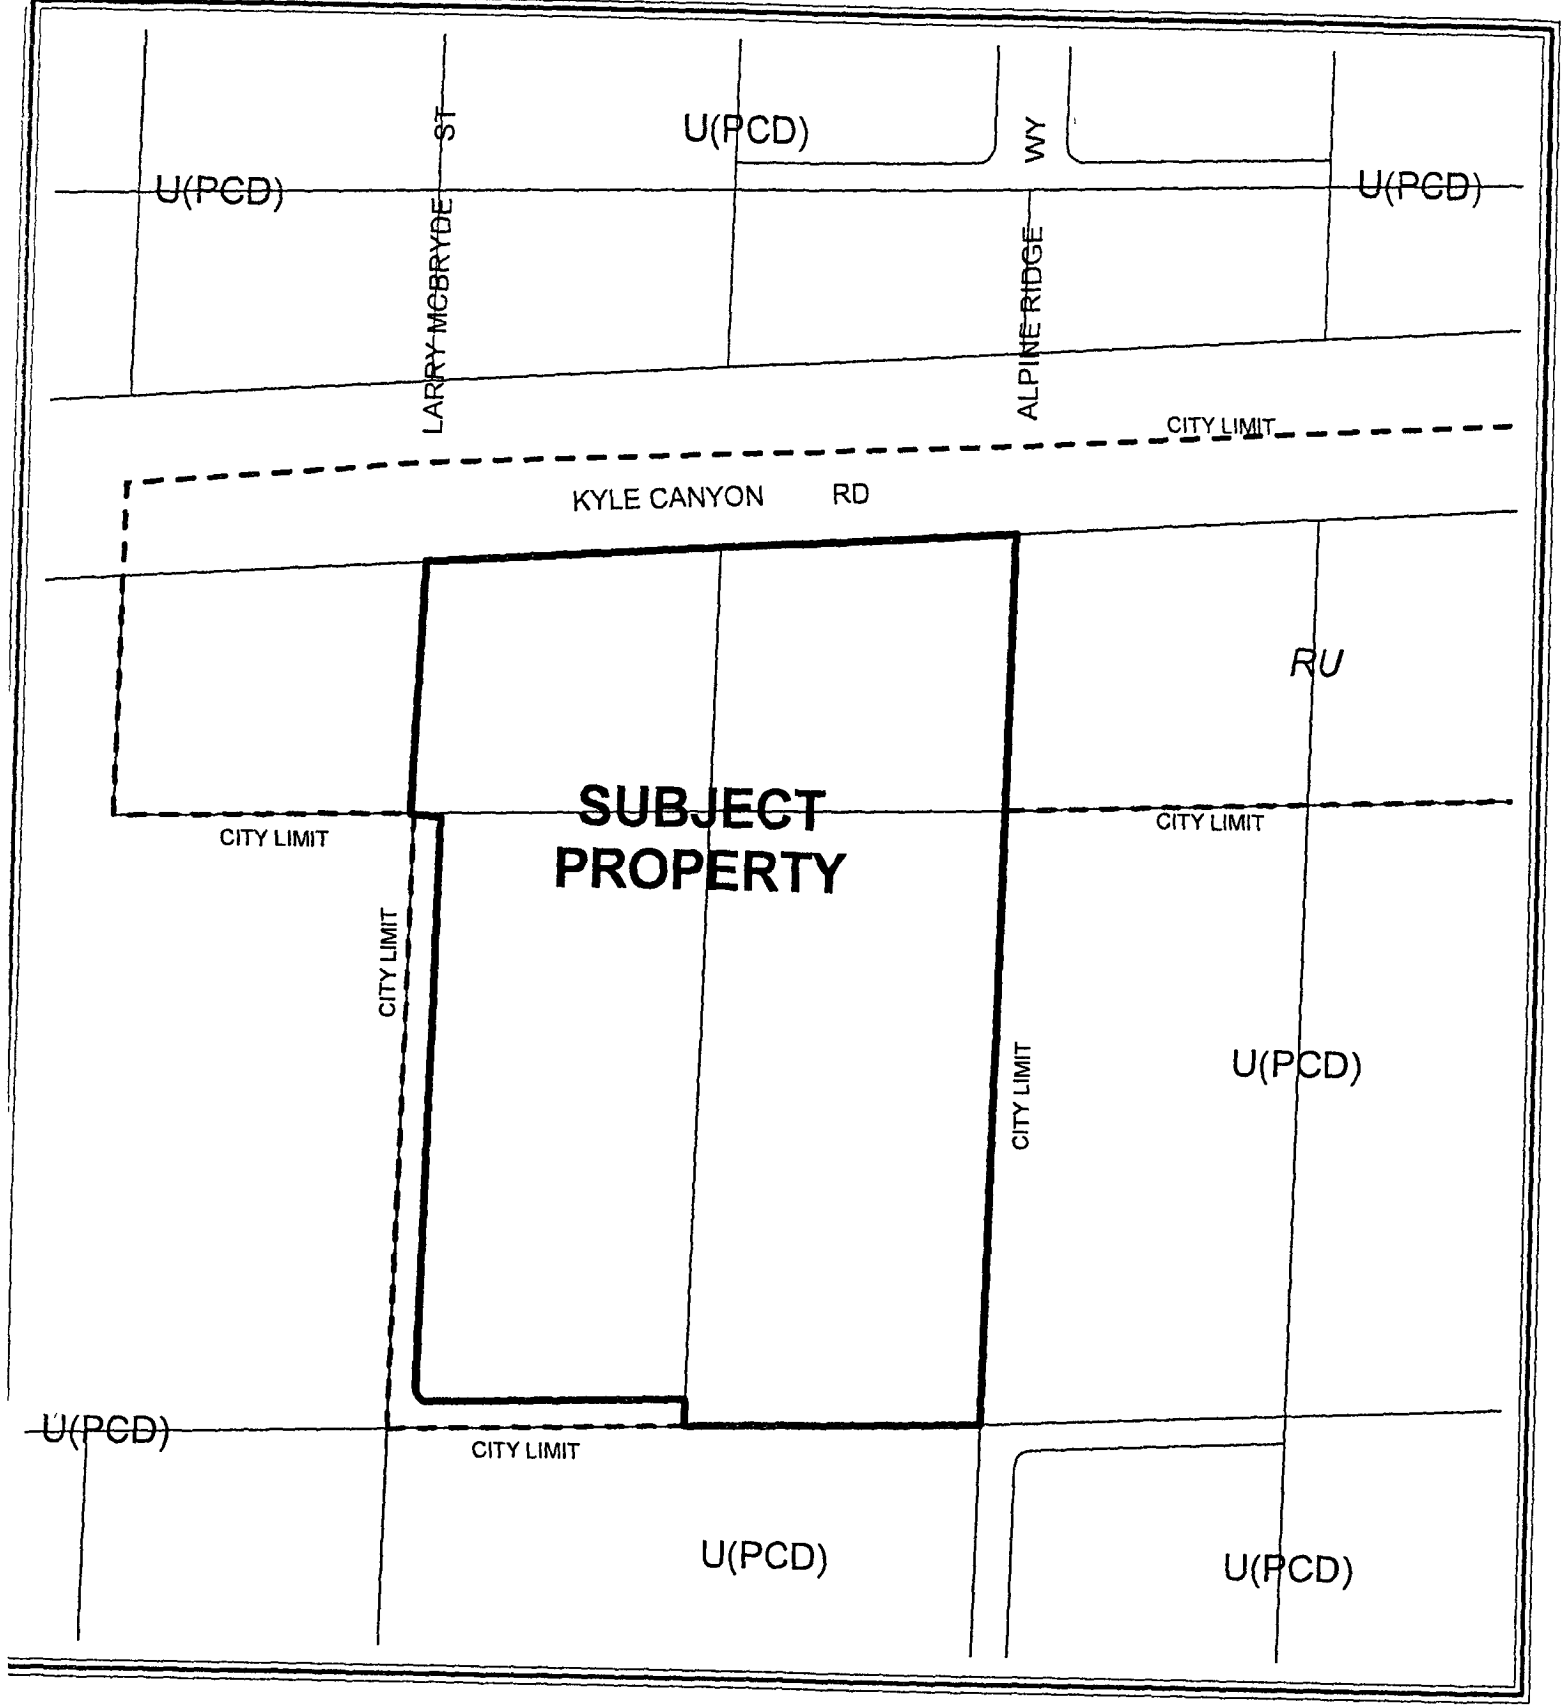 U(PCD)
LARRY MCBRYDE ST
U(PCD)
ALPINE RIDGE WY
U(PCD)
CITY LIMIT
KYLE CANYON RD
RU
SUBJECT
PROPERTY
CITY LIMIT
CITY LIMIT
CITY LIMIT
CITY LIMIT
U(PCD)
U(PCD)
CITY LIMIT
U(PCD)
U(PCD)